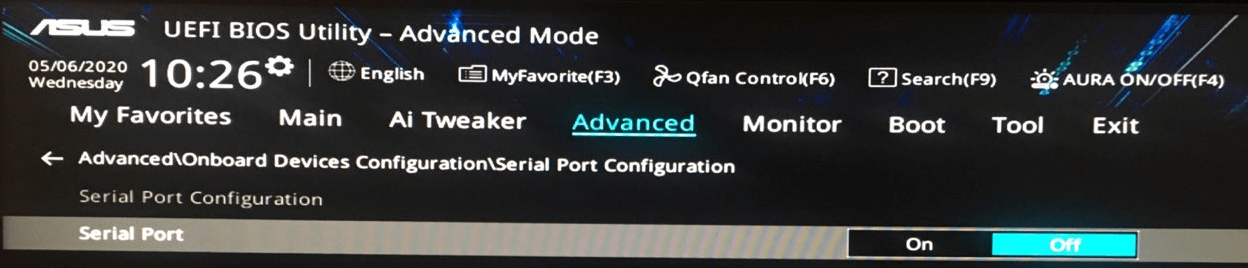 ASUS UEFI BIOS Utility – Advanced Mode
05/06/2020
Wednesday
10:26 English MyFavorite(F3) Qfan Control(F6) ? Search(F9) AURA ON/OFF(F4)
My Favorites Main Ai Tweaker Advanced Monitor Boot Tool Exit
← Advanced\Onboard Devices Configuration\Serial Port Configuration
Serial Port Configuration
Serial Port On Off